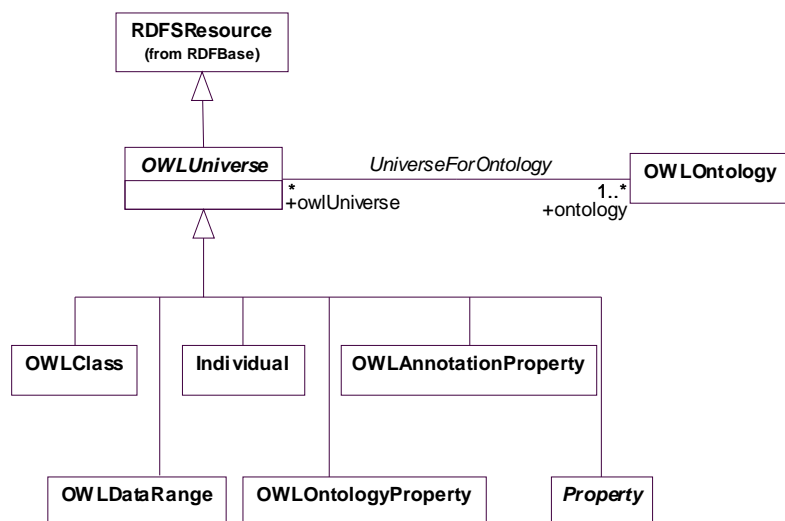 RDFSResource
(from RDFBase)
OWLUniverse
UniverseForOntology
OWLOntology
*
1..*
+owlUniverse
+ontology
OWLClass
Individual
OWLAnnotationProperty
OWLDataRange
OWLOntologyProperty
Property